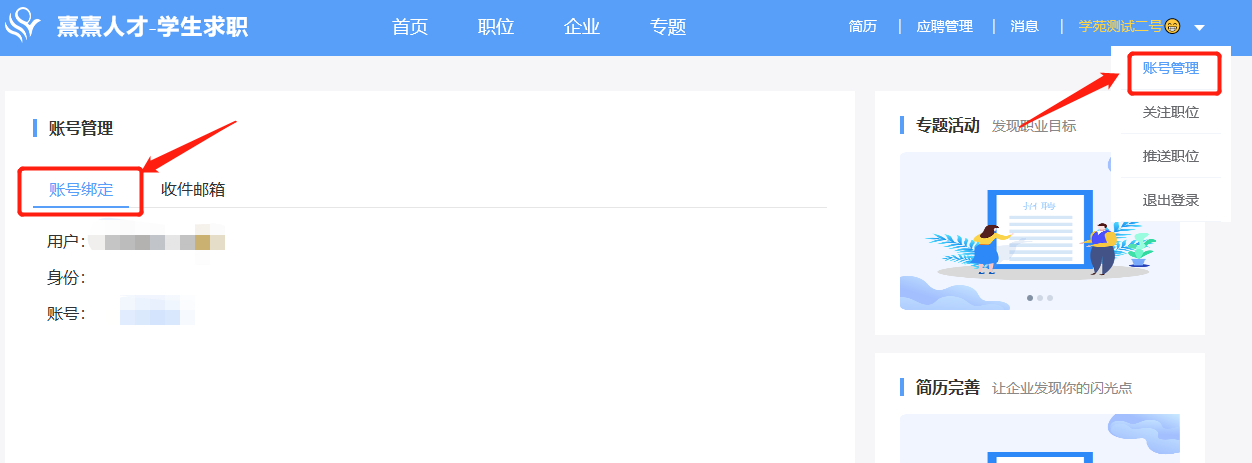 熹熹人才-学生求职
首页 职位 企业 专题
简历 | 应聘管理 | 消息 | 学苑测试二号😄
账号管理
关注职位
推送职位
退出登录
账号管理
账号绑定 收件邮箱
用户：
身份：
账号：
专题活动 发现职业目标
招聘
简历完善 让企业发现你的闪光点